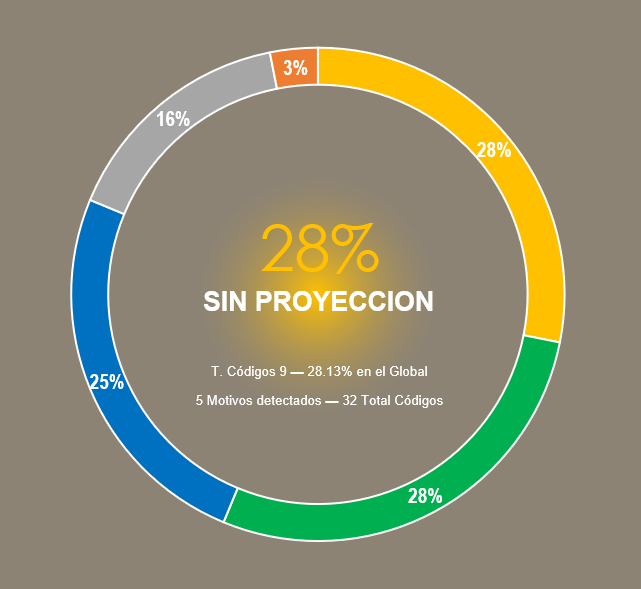 3%
16%
28%
28%
SIN PROYECCION
T. Códigos 9 — 28.13% en el Global
25%
5 Motivos detectados — 32 Total Códigos
28%